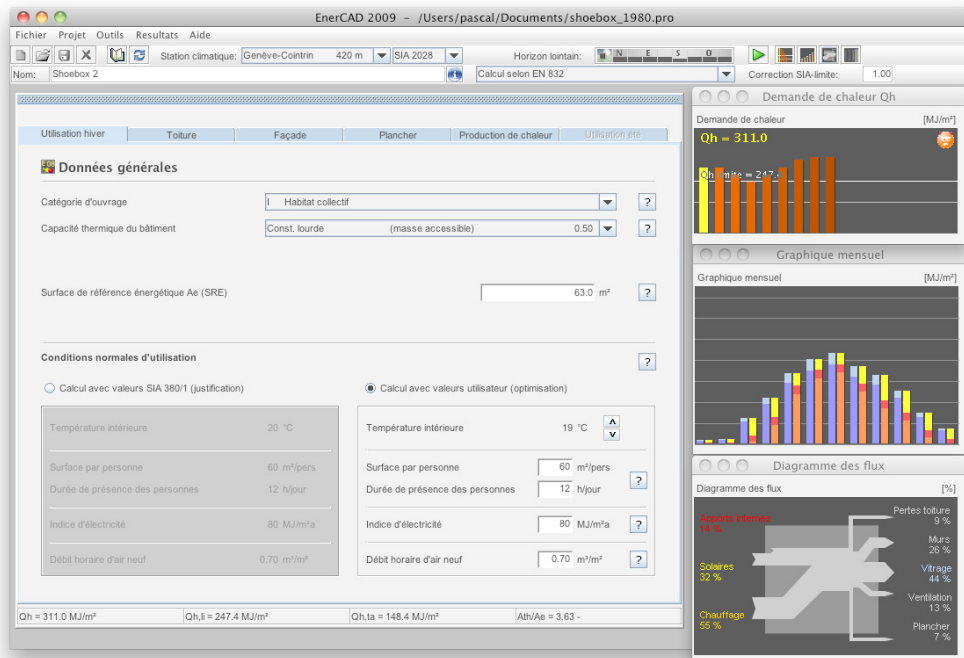 EnerCAD 2009 - /Users/pascal/Documents/shoebox_1980.pro
Fichier Projet Outils Resultats Aide
Station climatique: Genève-Cointrin 420 m SIA 2028 Horizon lointain: N E S O
Nom: Shoebox 2 Calcul selon EN 832 Correction SIA-limite: 1.00
Utilisation hiver Toiture Façade Plancher Production de chaleur Utilisation été
Données générales
Catégorie d'ouvrage I Habitat collectif ?
Capacité thermique du bâtiment Const. lourde (masse accessible) 0.50 ?
Surface de référence énergétique Ae (SRE) 63.0 m² ?
Conditions normales d'utilisation ?
Calcul avec valeurs SIA 380/1 (justification)
Température intérieure 20 °C
Surface par personne 60 m²/pers
Durée de présence des personnes 12 h/jour
Indice d'électricité 80 MJ/m²a
Débit horaire d'air neuf 0.70 m³/m²
Calcul avec valeurs utilisateur (optimisation)
Température intérieure 19 °C
Surface par personne 60 m²/pers
Durée de présence des personnes 12 h/jour ?
Indice d'électricité 80 MJ/m²a ?
Débit horaire d'air neuf 0.70 m³/m² ?
Qh = 311.0 MJ/m² Qh,li = 247.4 MJ/m² Qh,ta = 148.4 MJ/m² Ath/Ae = 3.63 -
Demande de chaleur Qh
Demande de chaleur [MJ/m²]
Qh = 311.0
Qh limite = 247.4
Graphique mensuel
Graphique mensuel [MJ/m²]
Diagramme des flux
Diagramme des flux [%]
Apports internes
14 %
Solaires
32 %
Chauffage
55 %
Pertes toiture
9 %
Murs
26 %
Vitrage
44 %
Ventilation
13 %
Plancher
7 %